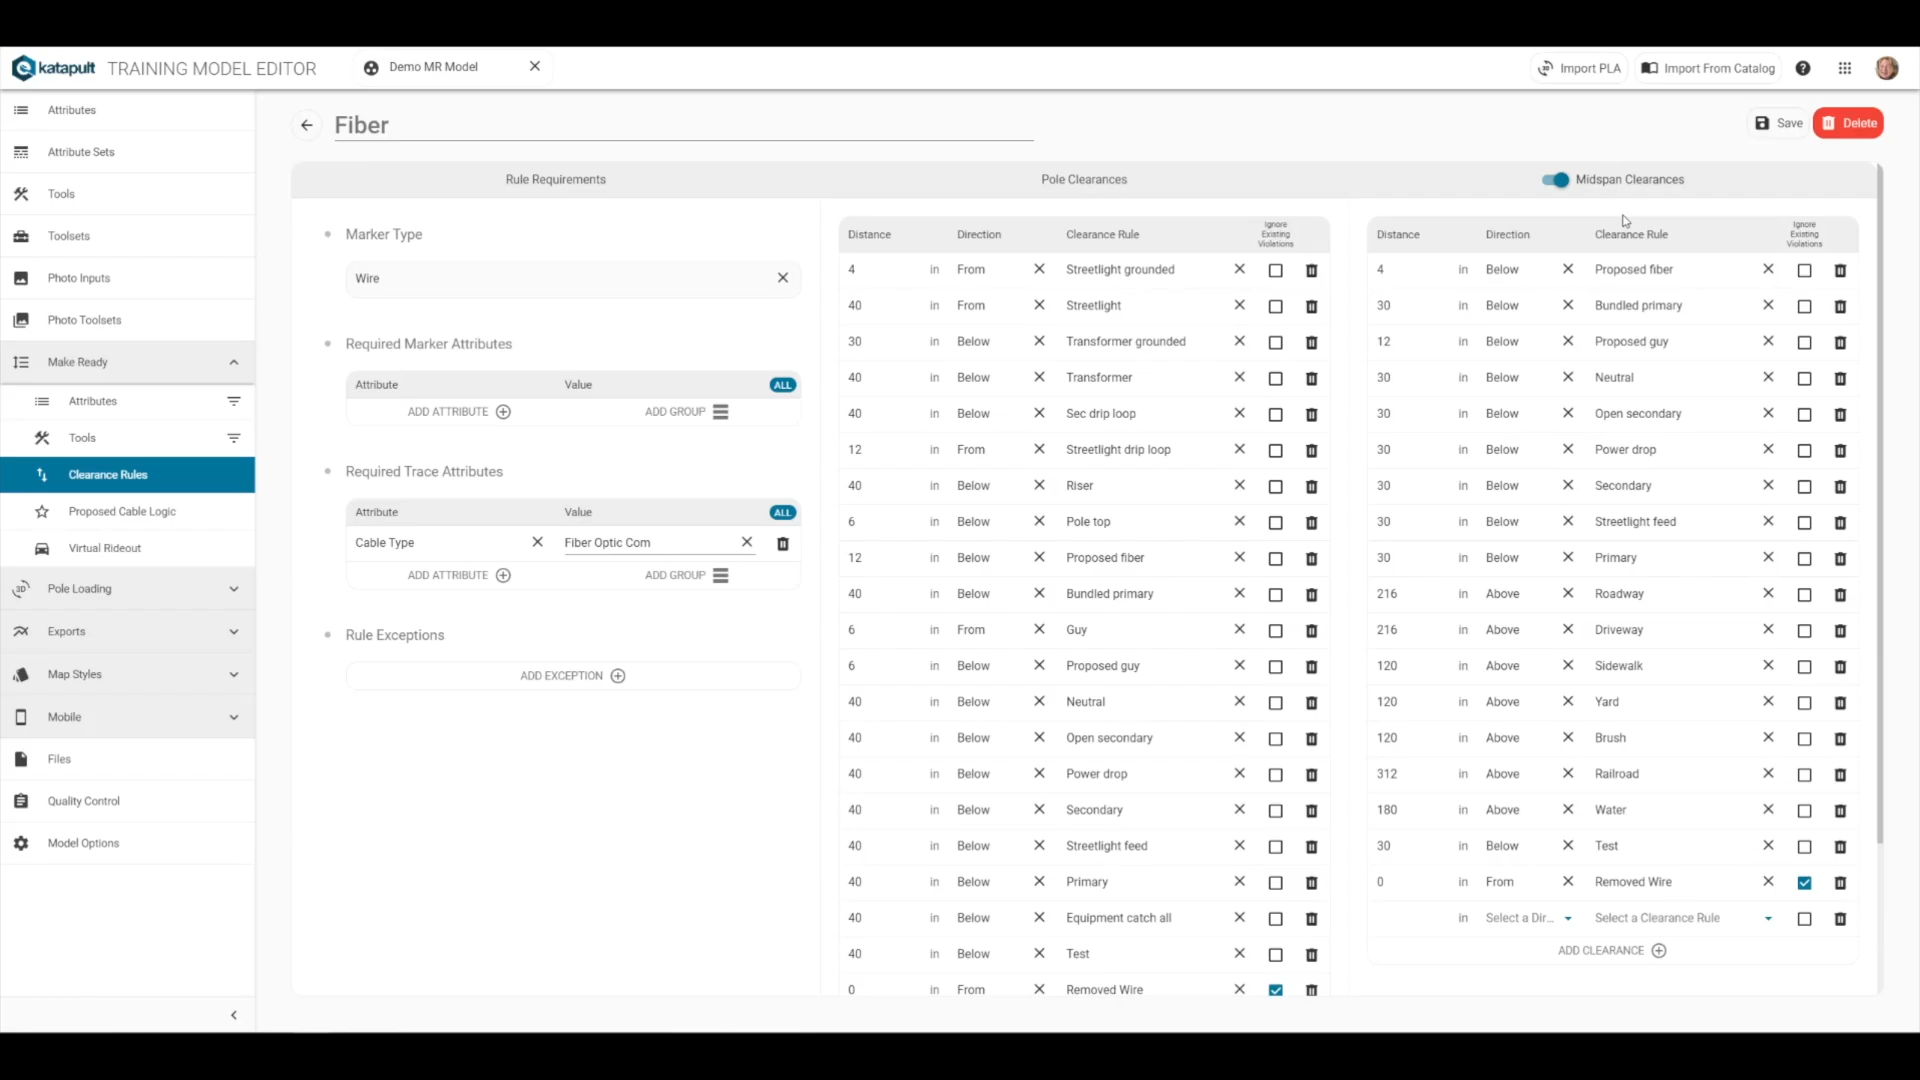 katapult TRAINING MODEL EDITOR Demo MR Model Import PLA Import From Catalog
Attributes
Attribute Sets
Tools
Toolsets
Photo Inputs
Photo Toolsets
Make Ready
Attributes
Tools
Clearance Rules
Proposed Cable Logic
Virtual Rideout
3D Pole Loading
Exports
Map Styles
Mobile
Files
Quality Control
Model Options
Fiber
Save Delete
Rule Requirements Pole Clearances Midspan Clearances
Marker Type
Wire
Required Marker Attributes
Attribute Value ALL
ADD ATTRIBUTE ADD GROUP
Required Trace Attributes
Attribute Value ALL
Cable Type Fiber Optic Com
ADD ATTRIBUTE ADD GROUP
Rule Exceptions
ADD EXCEPTION
Distance Direction Clearance Rule Ignore Existing Violations
4 in From Streetlight grounded
40 in From Streetlight
30 in Below Transformer grounded
40 in Below Transformer
40 in Below Sec drip loop
12 in From Streetlight drip loop
40 in Below Riser
6 in Below Pole top
12 in Below Proposed fiber
40 in Below Bundled primary
6 in From Guy
6 in Below Proposed guy
40 in Below Neutral
40 in Below Open secondary
40 in Below Power drop
40 in Below Secondary
40 in Below Streetlight feed
40 in Below Primary
40 in Below Equipment catch all
40 in Below Test
0 in From Removed Wire
Distance Direction Clearance Rule Ignore Existing Violations
4 in Below Proposed fiber
30 in Below Bundled primary
12 in Below Proposed guy
30 in Below Neutral
30 in Below Open secondary
30 in Below Power drop
30 in Below Secondary
30 in Below Streetlight feed
30 in Below Primary
216 in Above Roadway
216 in Above Driveway
120 in Above Sidewalk
120 in Above Yard
120 in Above Brush
312 in Above Railroad
180 in Above Water
30 in Below Test
0 in From Removed Wire
in Select a Dir... Select a Clearance Rule
ADD CLEARANCE